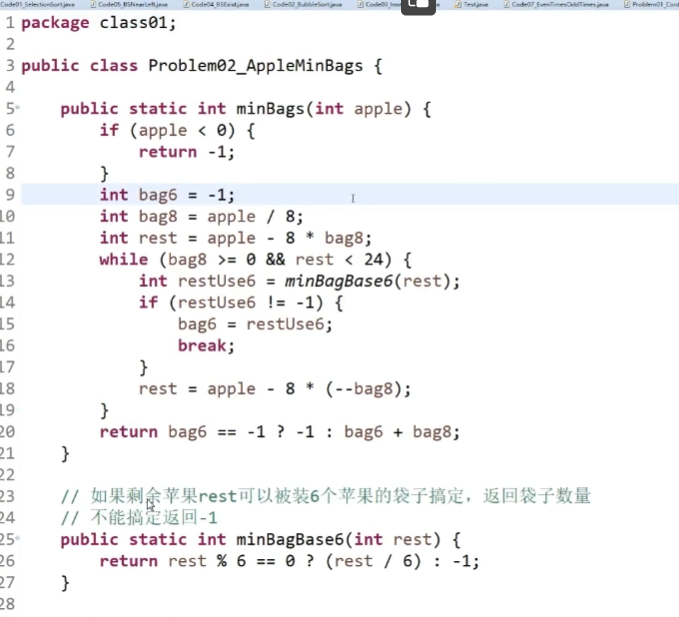 Code01_SelectionSort.java Code05_BSNearLeft.java Code04_BSExist.java Code02_BubbleSort.java Test.java Code07_EvenTimesOddTimes.java
1 package class01;
2
3 public class Problem02_AppleMinBags {
4
5 public static int minBags(int apple) {
6 if (apple < 0) {
7 return -1;
8 }
9 int bag6 = -1;
10 int bag8 = apple / 8;
11 int rest = apple - 8 * bag8;
12 while (bag8 >= 0 && rest < 24) {
13 int restUse6 = minBagBase6(rest);
14 if (restUse6 != -1) {
15 bag6 = restUse6;
16 break;
17 }
18 rest = apple - 8 * (--bag8);
19 }
20 return bag6 == -1 ? -1 : bag6 + bag8;
21 }
22
23 // 如果剩余苹果rest可以被装6个苹果的袋子搞定，返回袋子数量
24 // 不能搞定返回-1
25 public static int minBagBase6(int rest) {
26 return rest % 6 == 0 ? (rest / 6) : -1;
27 }
28